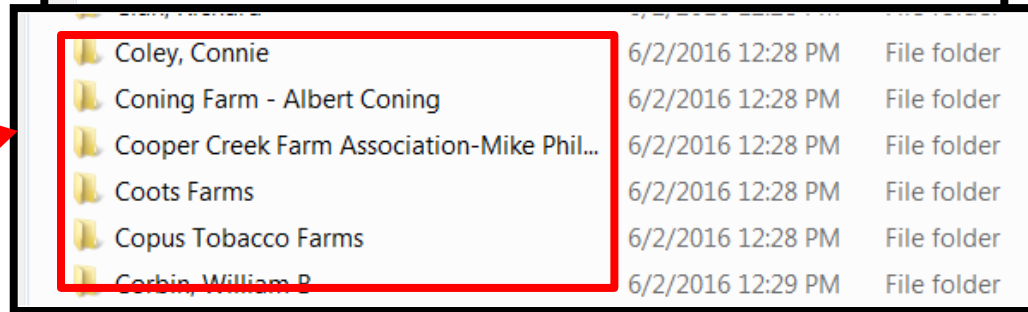 Coley, Connie 6/2/2016 12:28 PM File folder
Coning Farm - Albert Coning 6/2/2016 12:28 PM File folder
Cooper Creek Farm Association-Mike Phil... 6/2/2016 12:28 PM File folder
Coots Farms 6/2/2016 12:28 PM File folder
Copus Tobacco Farms 6/2/2016 12:28 PM File folder
Corbin, William B 6/2/2016 12:29 PM File folder